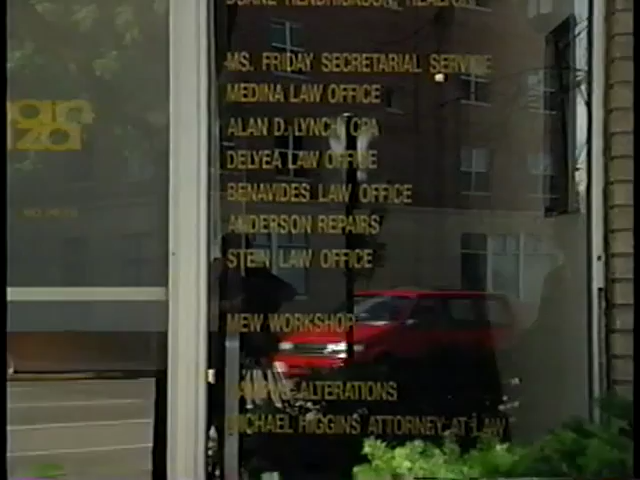 MS. FRIDAY SECRETARIAL SERVICE
MEDINA LAW OFFICE
ALAN D. LYNCH, CPA
DELYEA LAW OFFICE
BENAVIDES LAW OFFICE
ANDERSON REPAIRS
STEIN LAW OFFICE
MEW WORKSHOP
ALTERATIONS
MICHAEL HIGGINS ATTORNEY AT LAW